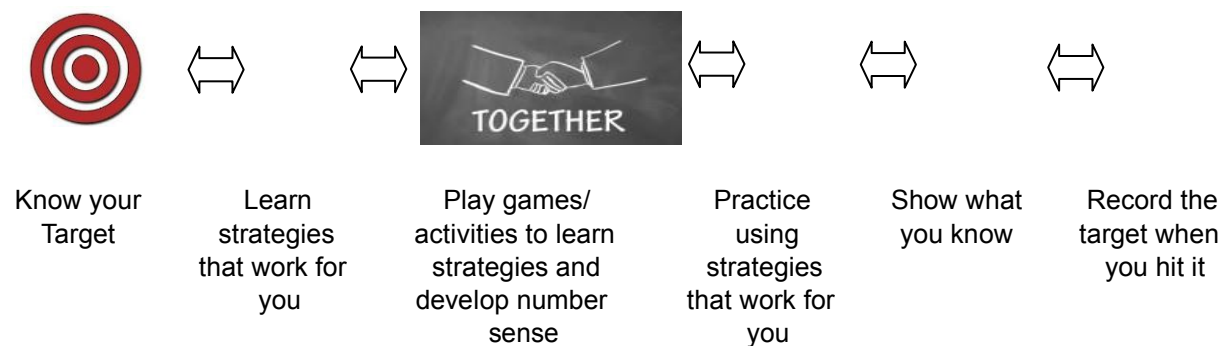 TOGETHER
Know your
Target
Learn
strategies
that work for
you
Play games/
activities to learn
strategies and
develop number
sense
Practice
using
strategies
that work for
you
Show what
you know
Record the
target when
you hit it